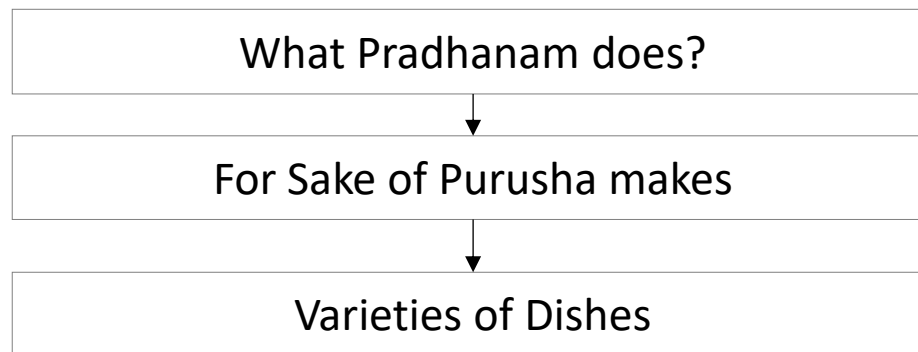 What Pradhanam does?
For Sake of Purusha makes
Varieties of Dishes